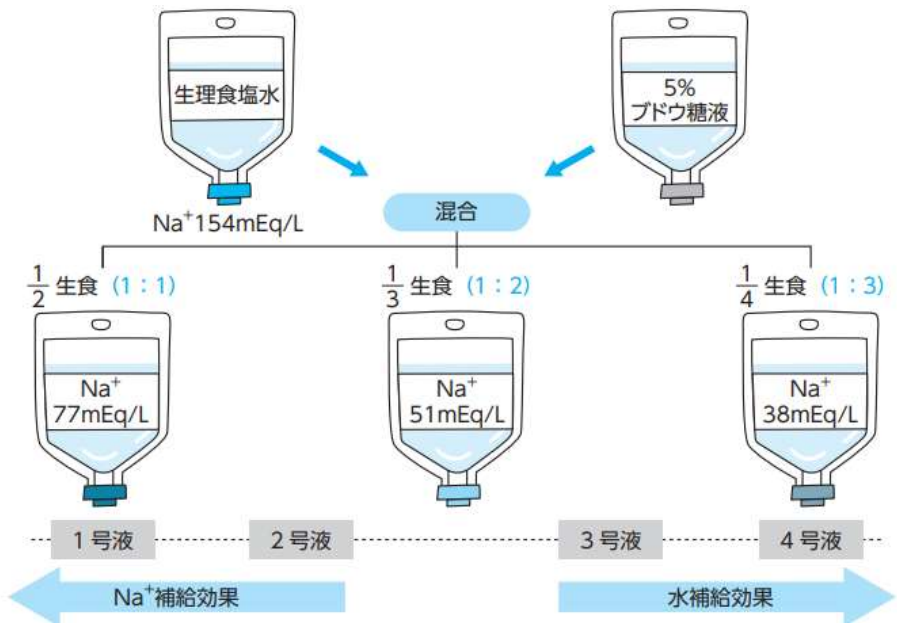 生理食塩水
5%
ブドウ糖液
Na⁺154mEq/L
混合
1/2 生食（1：1）
1/3 生食（1：2）
1/4 生食（1：3）
Na⁺
77mEq/L
Na⁺
51mEq/L
Na⁺
38mEq/L
1号液
2号液
3号液
4号液
Na⁺補給効果
水補給効果